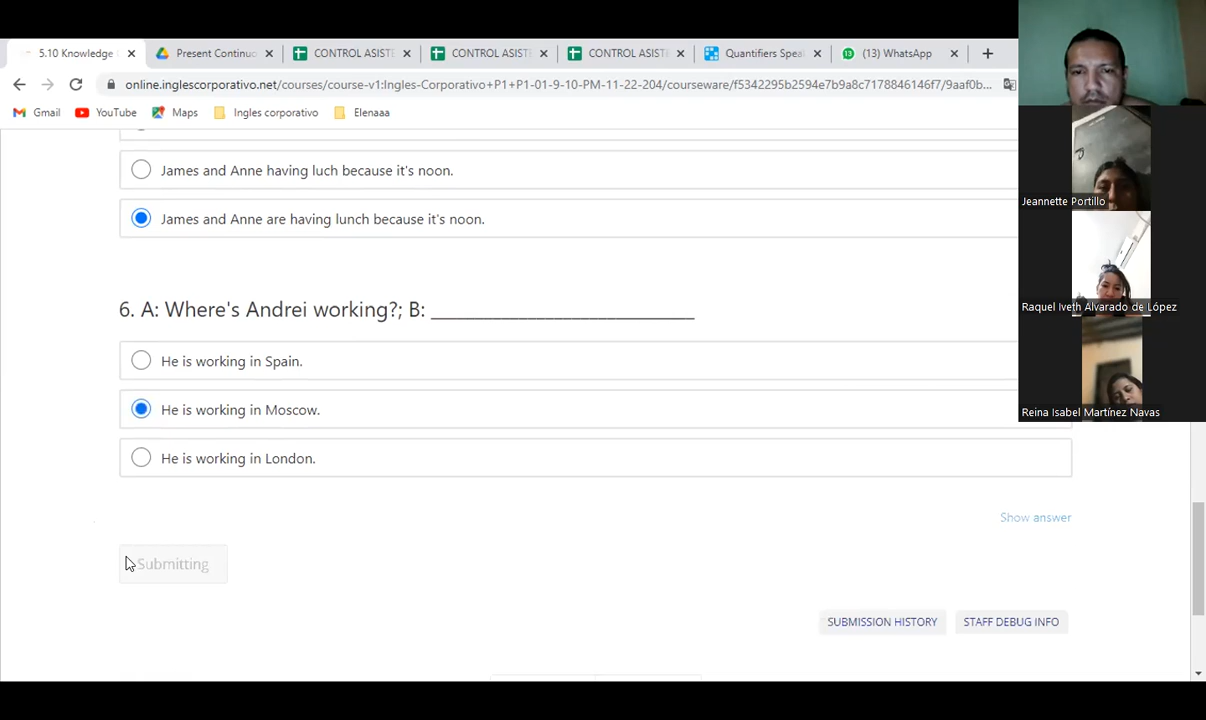 5.10 Knowledge
Present Continuo
CONTROL ASISTE
CONTROL ASISTE
CONTROL ASISTE
Quantifiers Spea
(13) WhatsApp
online.inglescorporativo.net/courses/course-v1:Ingles-Corporativo+P1+P1-01-9-10-PM-11-22-204/courseware/f5342295b2594e7b9a8c7178846146f7/9aaf0b...
Gmail
YouTube
Maps
Ingles corporativo
Elenaaa
James and Anne having luch because it's noon.
James and Anne are having lunch because it's noon.
6. A: Where's Andrei working?; B: ________________________
He is working in Spain.
He is working in Moscow.
He is working in London.
Show answer
Submitting
SUBMISSION HISTORY
STAFF DEBUG INFO
Jeannette Portillo
Raquel Iveth Alvarado de López
Reina Isabel Martínez Navas